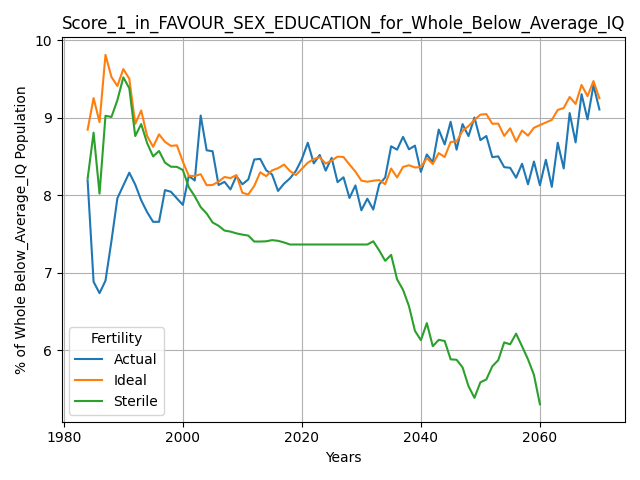 Score_1_in_FAVOUR_SEX_EDUCATION_for_Whole_Below_Average_IQ
% of Whole Below_Average_IQ Population
10
9
8
7
6
Fertility
Actual
Ideal
Sterile
1980 2000 2020 2040 2060
Years